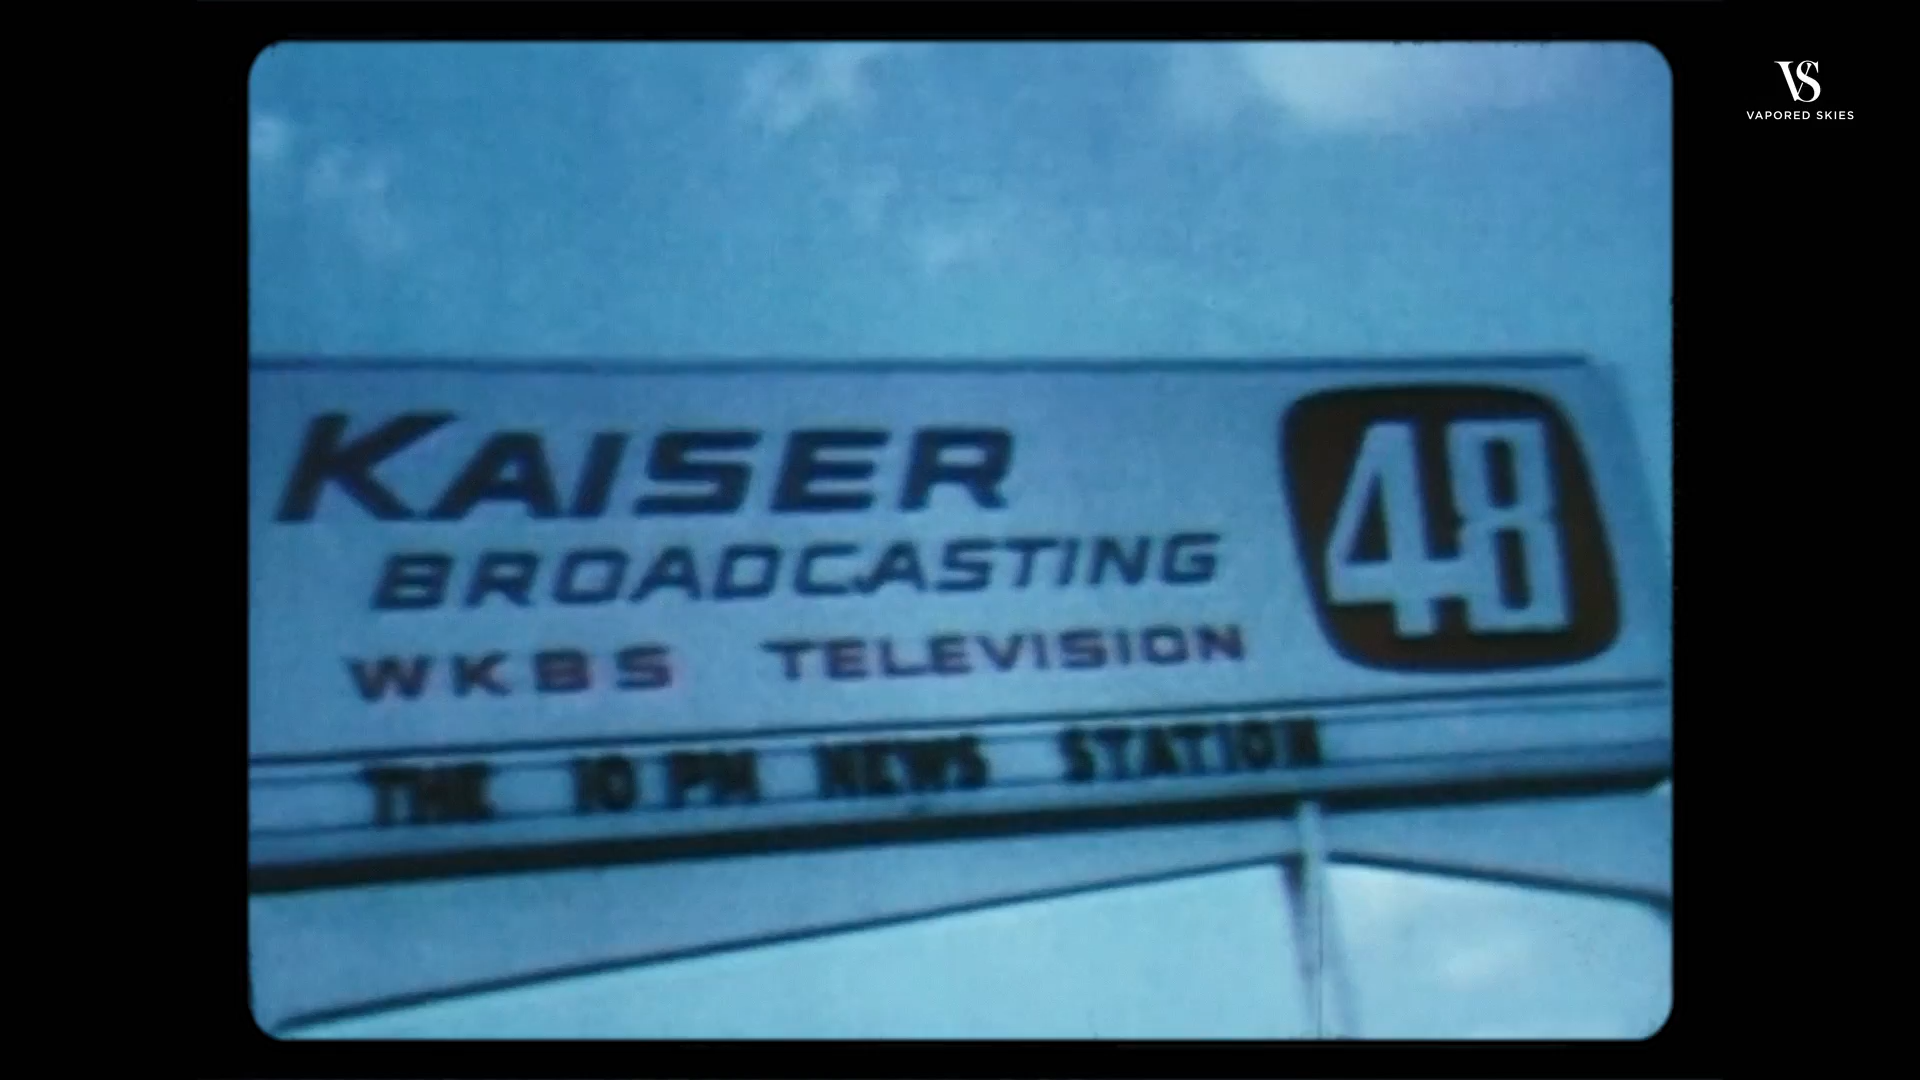 VS
VAPORED SKIES
KAISER
BROADCASTING
48
WKBS TELEVISION
THE 10 PM NEWS STATION